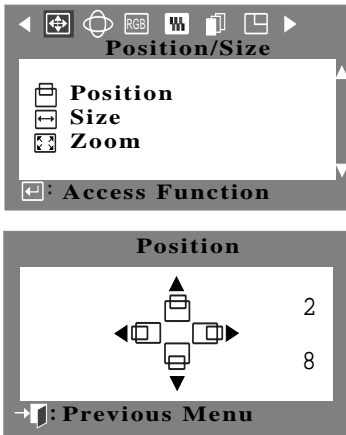 RGB
Position/Size
Position
Size
Zoom
: Access Function
Position
2
8
: Previous Menu